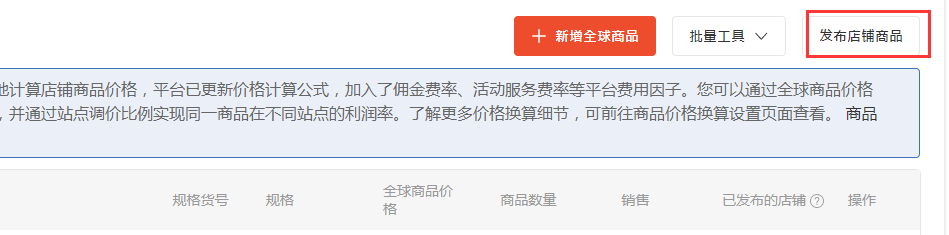 新增全球商品 批量工具 发布店铺商品
地计算店铺商品价格，平台已更新价格计算公式，加入了佣金费率、活动服务费率等平台费用因子。您可以通过全球商品价格
，并通过站点调价比例实现同一商品在不同站点的利润率。了解更多价格换算细节，可前往商品价格换算设置页面查看。 商品
规格货号 规格 全球商品价格 商品数量 销售 已发布的店铺 ? 操作